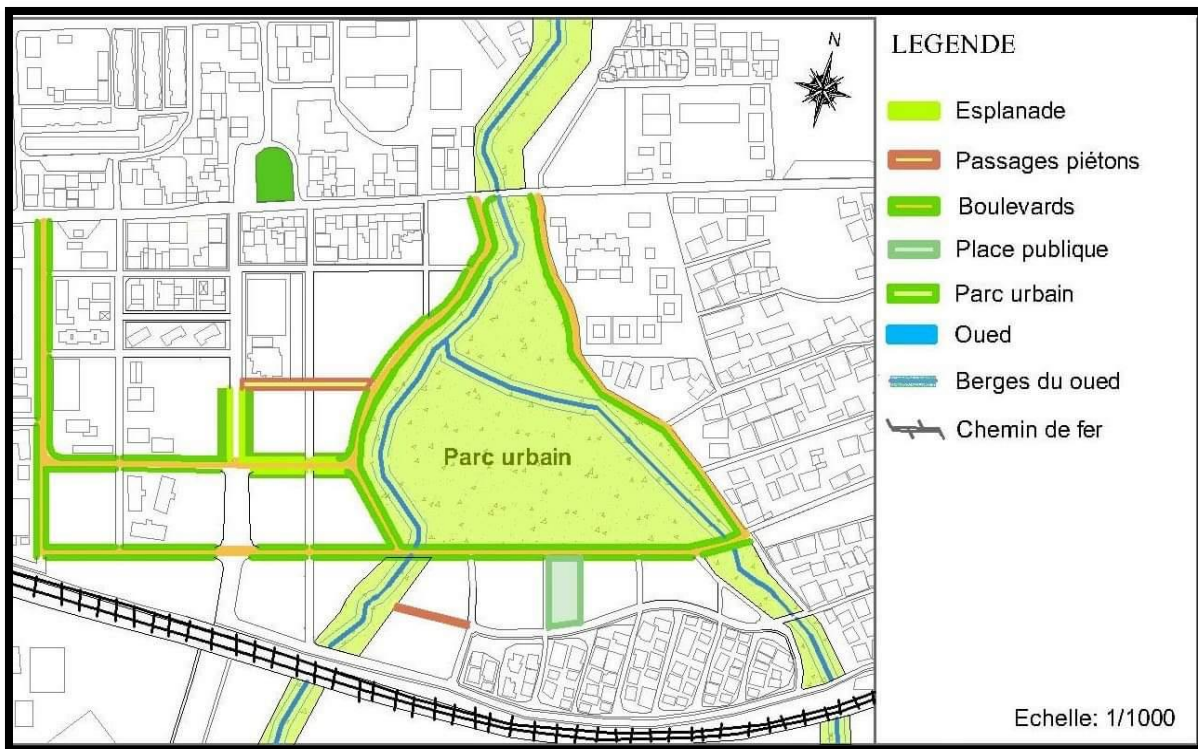 N
LEGENDE
Esplanade
Passages piétons
Boulevards
Place publique
Parc urbain
Oued
Berges du oued
Chemin de fer
Parc urbain
Echelle: 1/1000